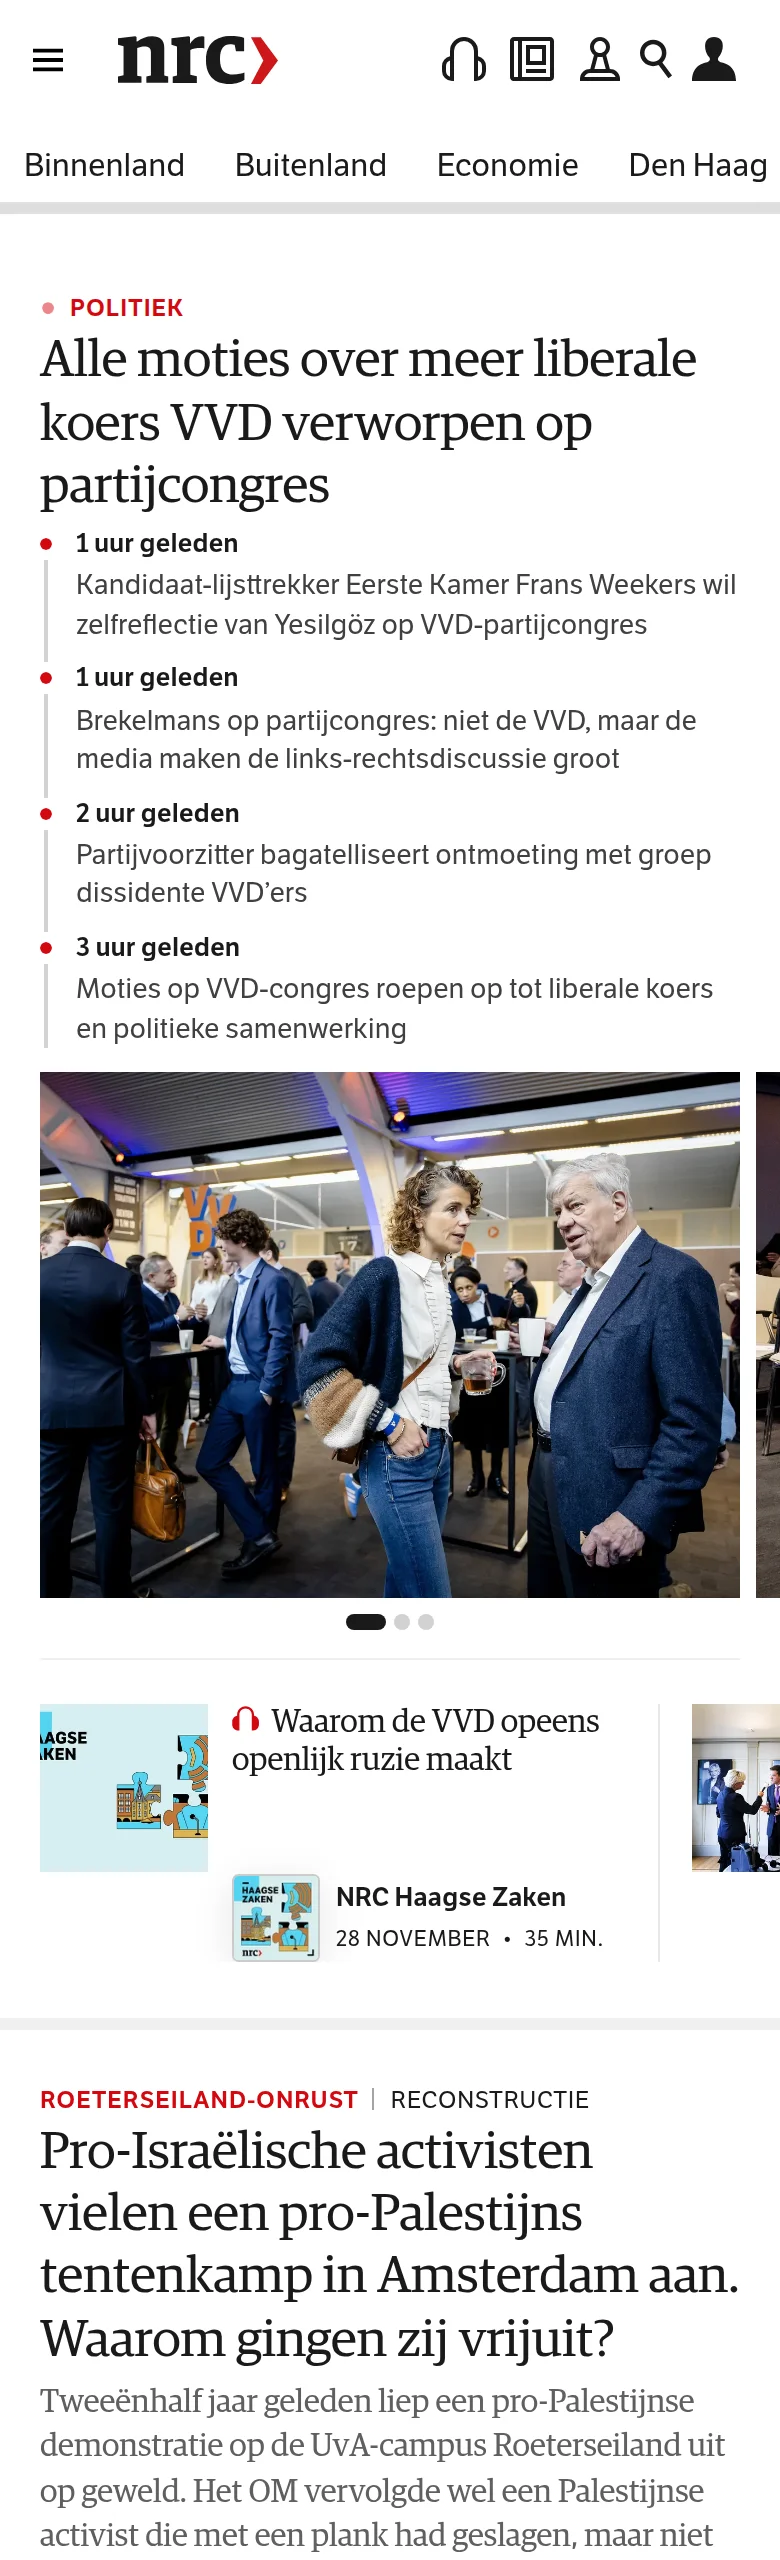 nrc
Binnenland Buitenland Economie Den Haag
POLITIEK
Alle moties over meer liberale
koers VVD verworpen op
partijcongres
1 uur geleden
Kandidaat-lijsttrekker Eerste Kamer Frans Weekers wil
zelfreflectie van Yesilgöz op VVD-partijcongres
1 uur geleden
Brekelmans op partijcongres: niet de VVD, maar de
media maken de links-rechtsdiscussie groot
2 uur geleden
Partijvoorzitter bagatelliseert ontmoeting met groep
dissidente VVD’ers
3 uur geleden
Moties op VVD-congres roepen op tot liberale koers
en politieke samenwerking
VVD
17
AAGSE
KEN
Waarom de VVD opeens
openlijk ruzie maakt
HAAGSE
ZAKEN
nrc
NRC Haagse Zaken
28 NOVEMBER • 35 MIN.
ROETERSEILAND-ONRUST | RECONSTRUCTIE
Pro-Israëlische activisten
vielen een pro-Palestijns
tentenkamp in Amsterdam aan.
Waarom gingen zij vrijuit?
Tweeënhalf jaar geleden liep een pro-Palestijnse
demonstratie op de UvA-campus Roeterseiland uit
op geweld. Het OM vervolgde wel een Palestijnse
activist die met een plank had geslagen, maar niet